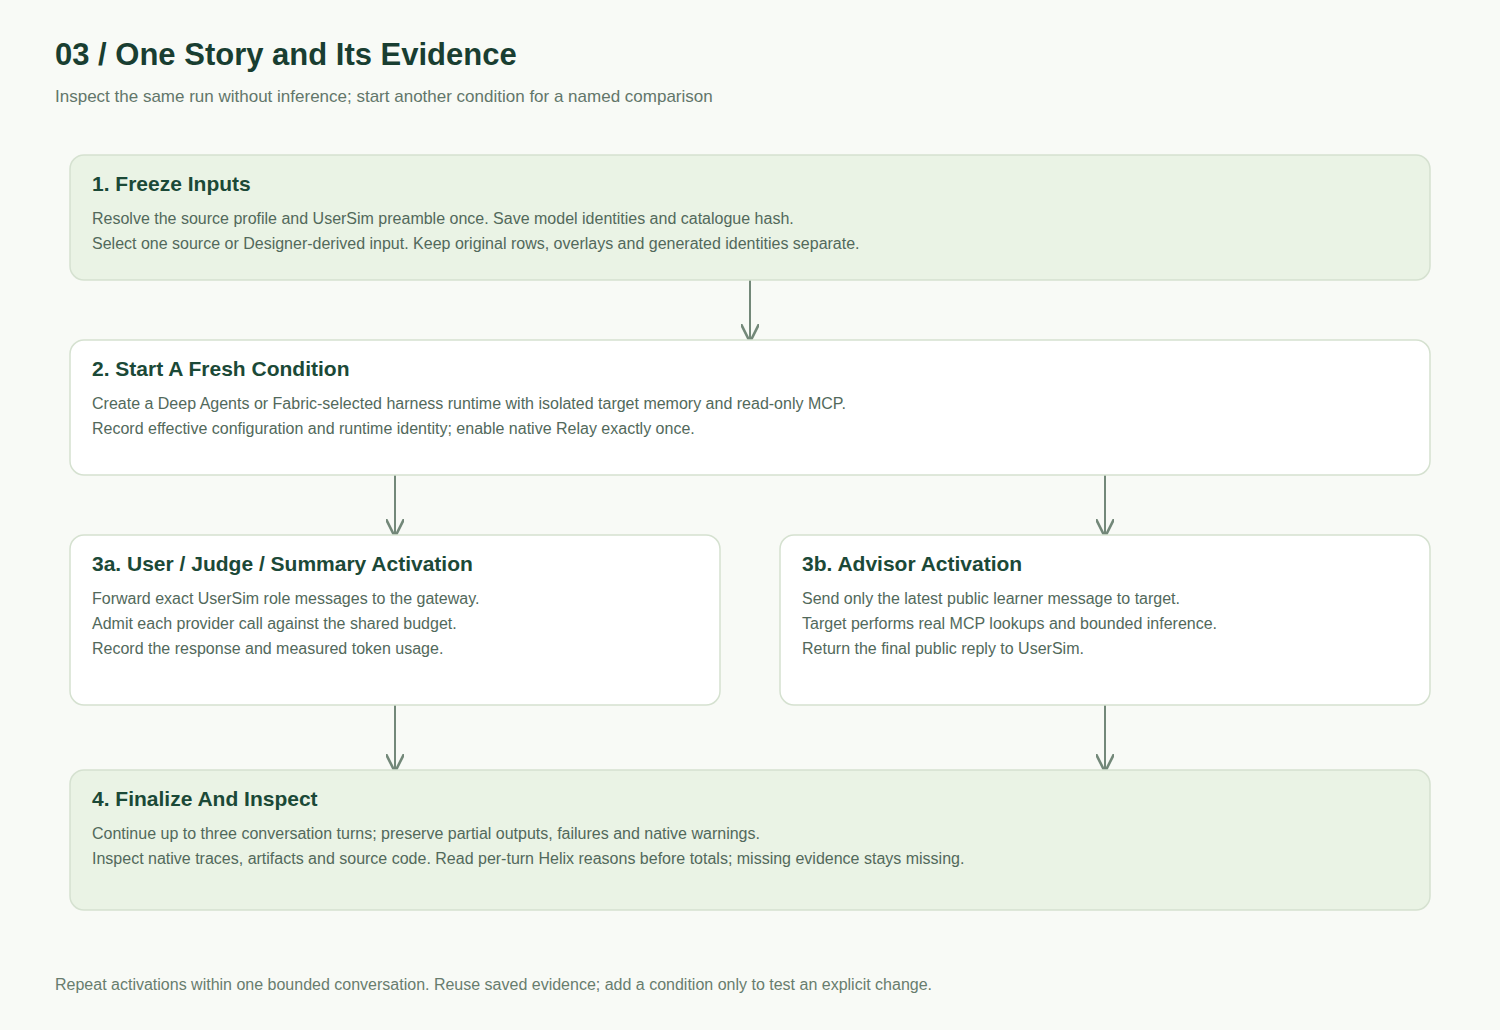 03 / One Story and Its Evidence
Inspect the same run without inference; start another condition for a named comparison
1. Freeze Inputs
Resolve the source profile and UserSim preamble once. Save model identities and catalogue hash.
Select one source or Designer-derived input. Keep original rows, overlays and generated identities separate.
2. Start A Fresh Condition
Create a Deep Agents or Fabric-selected harness runtime with isolated target memory and read-only MCP.
Record effective configuration and runtime identity; enable native Relay exactly once.
3a. User / Judge / Summary Activation
Forward exact UserSim role messages to the gateway.
Admit each provider call against the shared budget.
Record the response and measured token usage.
3b. Advisor Activation
Send only the latest public learner message to target.
Target performs real MCP lookups and bounded inference.
Return the final public reply to UserSim.
4. Finalize And Inspect
Continue up to three conversation turns; preserve partial outputs, failures and native warnings.
Inspect native traces, artifacts and source code. Read per-turn Helix reasons before totals; missing evidence stays missing.
Repeat activations within one bounded conversation. Reuse saved evidence; add a condition only to test an explicit change.